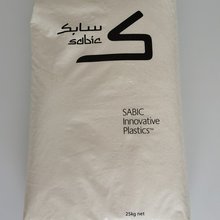 سابك
sabic
SABIC
Innovative
Plastics™
25kg net